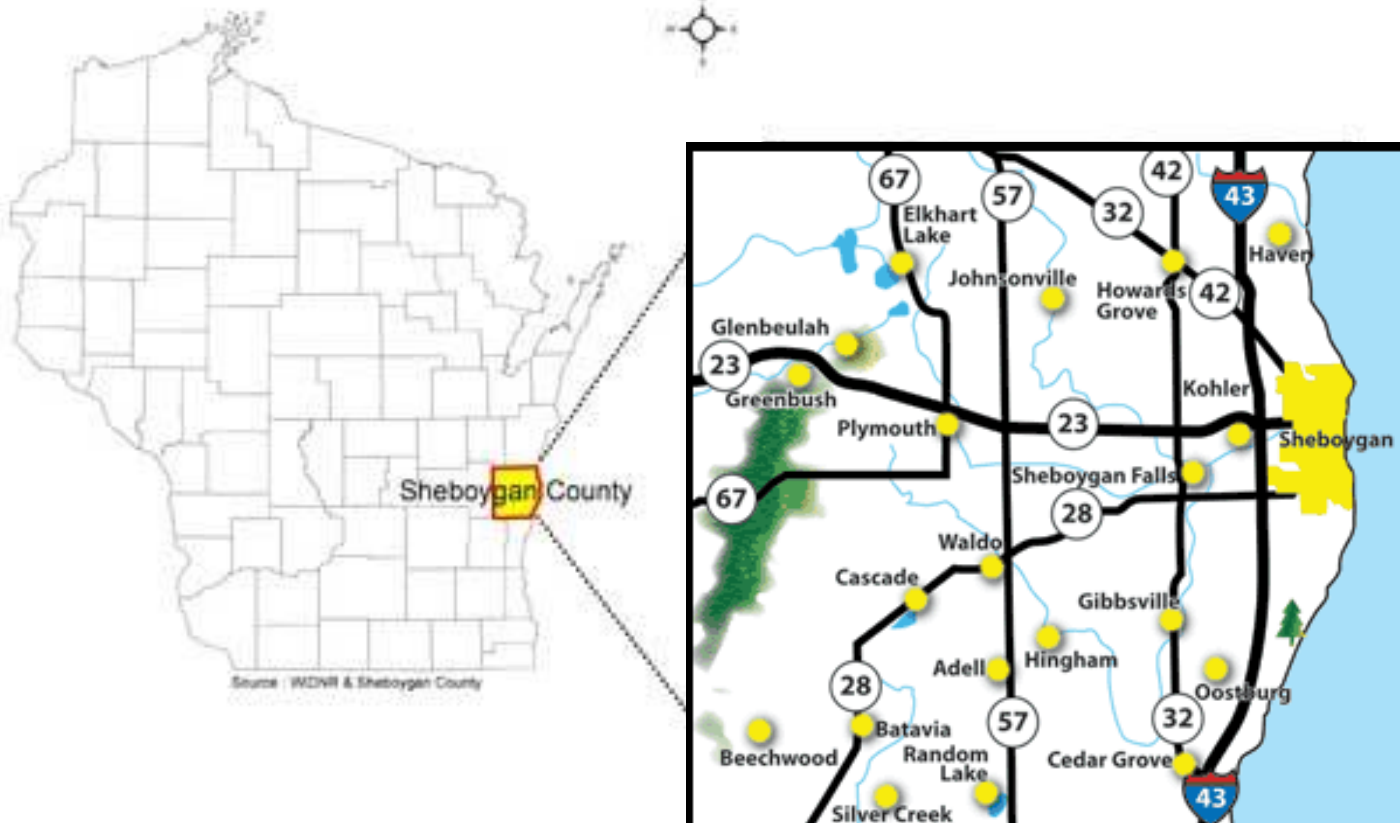 Sheboygan County
Source : WIDNR & Sheboygan County
67
57
42
43
32
Elkhart
Lake
Haven
Johnsonville
Howards
Grove
42
Glenbeulah
23
Greenbush
Kohler
Plymouth
23
Sheboygan
Sheboygan Falls
67
28
Waldo
Cascade
Gibbsville
Hingham
Adell
28
Oostburg
57
32
Batavia
Beechwood
Random
Lake
Cedar Grove
43
Silver Creek